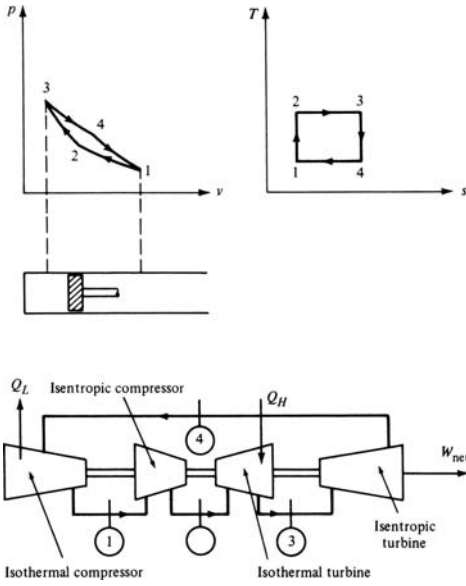 p
3
4
2
1
v
T
2
3
1
4
s
Q_L
Isentropic compressor
Q_H
4
W_net
1
3
Isentropic
turbine
Isothermal compressor
Isothermal turbine